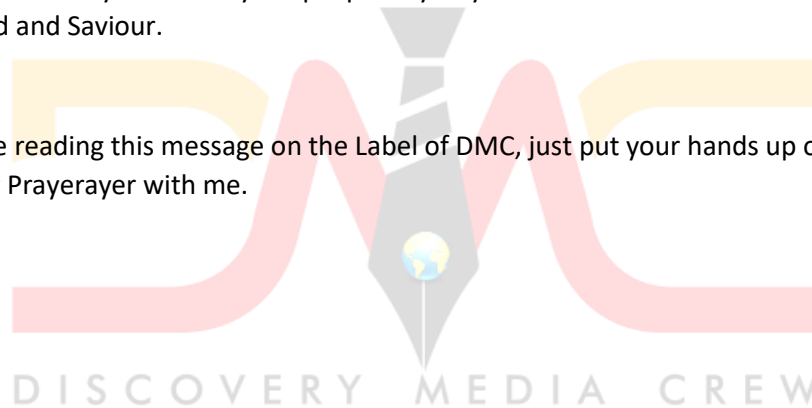 d and Saviour.
e reading this message on the Label of DMC, just put your hands up o
Prayerayer with me.
DISCOVERY MEDIA CREW